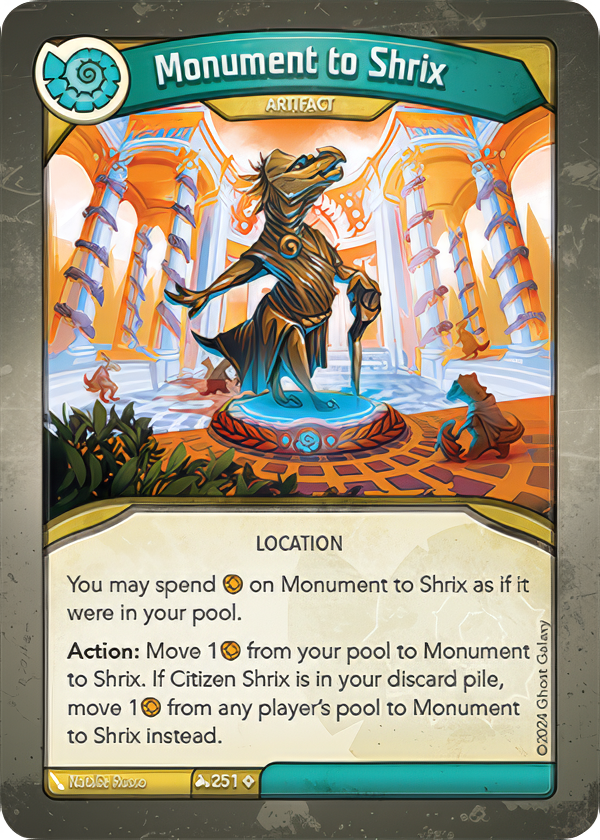 Monument to Shrix
ARTIFACT
LOCATION
You may spend on Monument to Shrix as if it
were in your pool.
Action: Move 1 from your pool to Monument
to Shrix. If Citizen Shrix is in your discard pile,
move 1 from any player's pool to Monument
to Shrix instead.
©2024 Ghost Galaxy
251